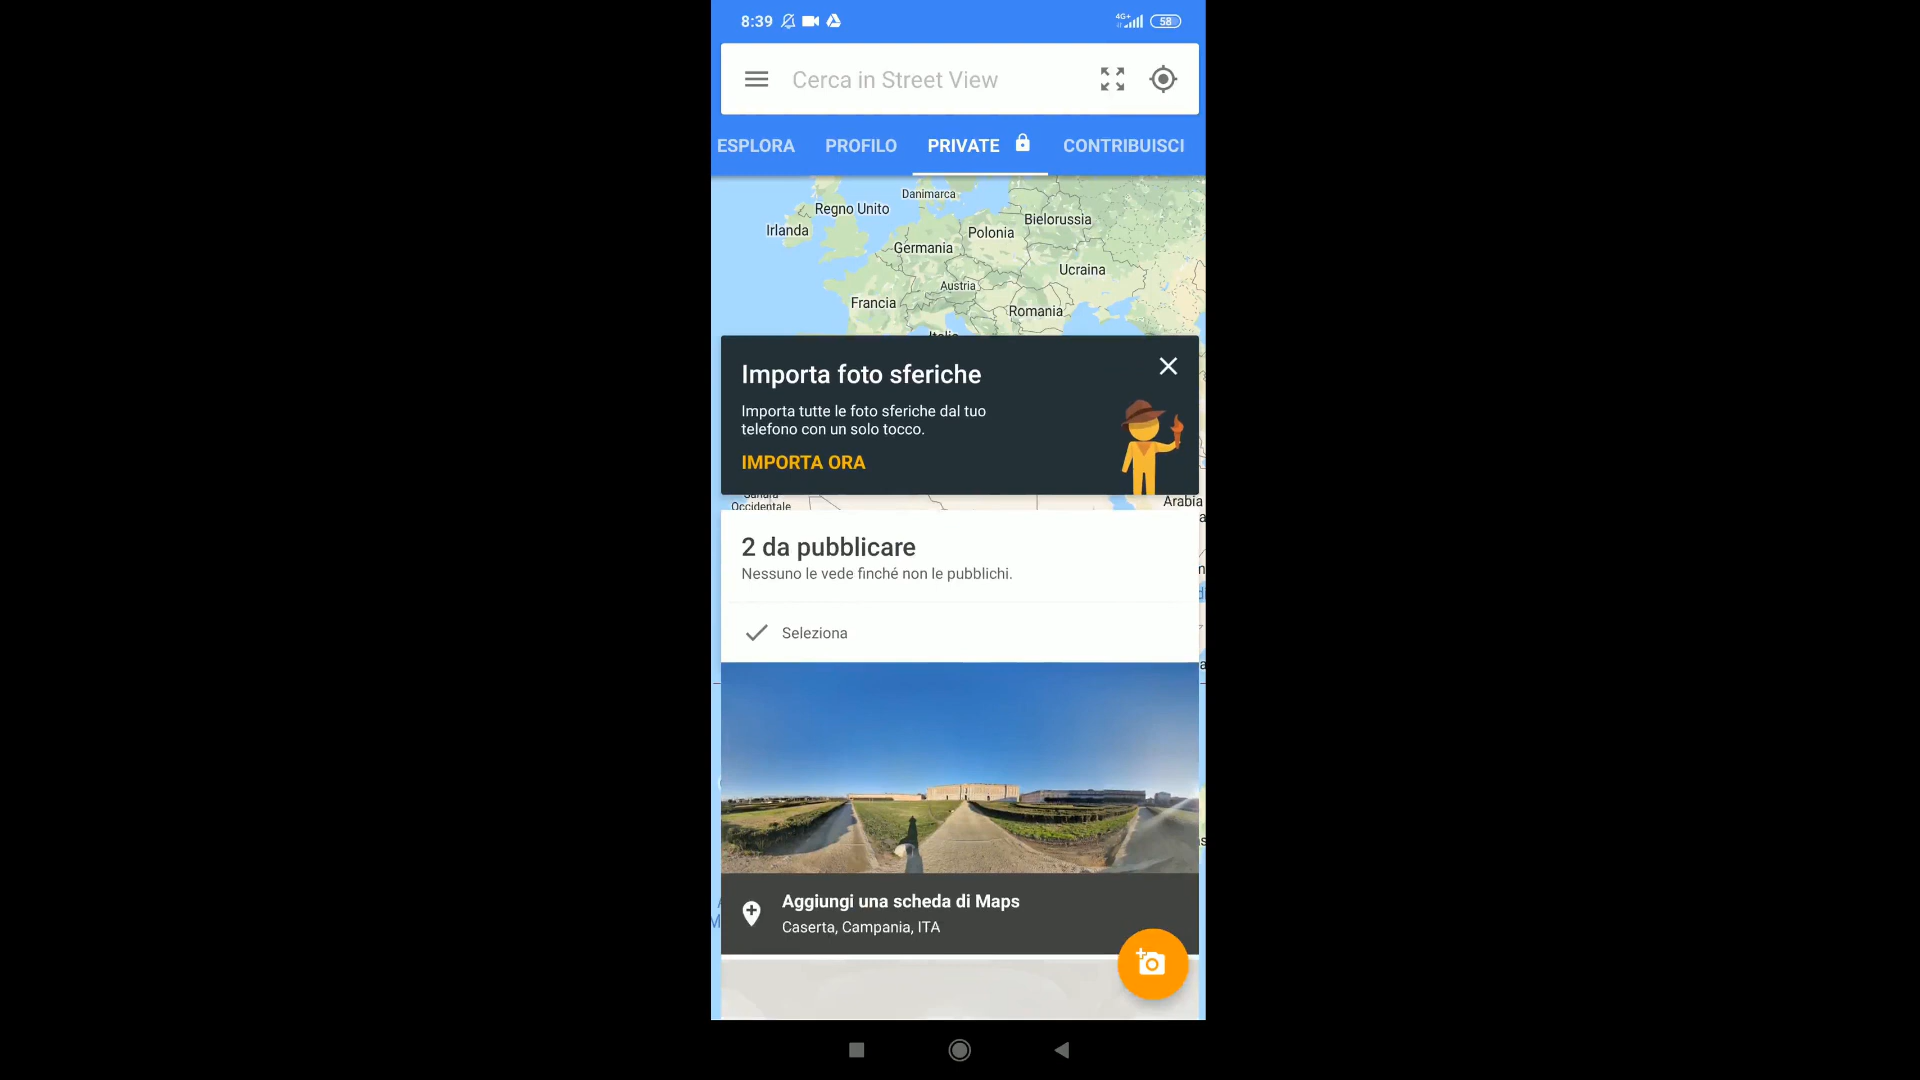 8:39 4G+ 58
Cerca in Street View
ESPLORA PROFILO PRIVATE CONTRIBUISCI
Danimarca
Regno Unito
Bielorussia
Irlanda
Polonia
Germania
Ucraina
Austria
Francia
Romania
Italia
Importa foto sferiche
Importa tutte le foto sferiche dal tuo
telefono con un solo tocco.
IMPORTA ORA
Occidentale
Arabia
2 da pubblicare
Nessuno le vede finché non le pubblichi.
Seleziona
Aggiungi una scheda di Maps
Caserta, Campania, ITA